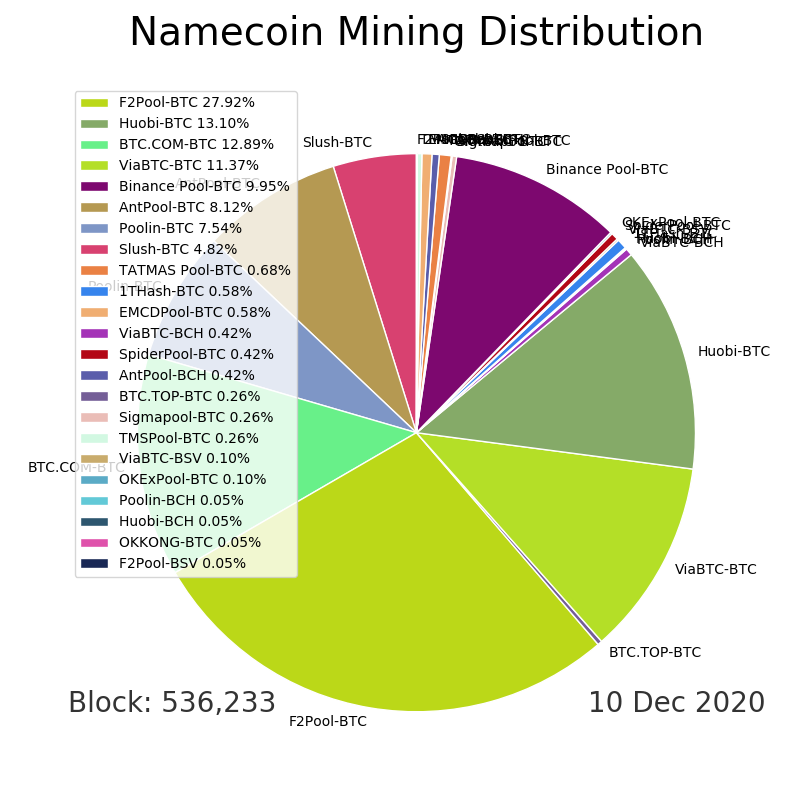 Namecoin Mining Distribution
F2Pool-BTC 27.92%
Huobi-BTC 13.10%
BTC.COM-BTC 12.89%
ViaBTC-BTC 11.37%
Binance Pool-BTC 9.95%
AntPool-BTC 8.12%
Poolin-BTC 7.54%
Slush-BTC 4.82%
TATMAS Pool-BTC 0.68%
1THash-BTC 0.58%
EMCDPool-BTC 0.58%
ViaBTC-BCH 0.42%
SpiderPool-BTC 0.42%
AntPool-BCH 0.42%
BTC.TOP-BTC 0.26%
Sigmapool-BTC 0.26%
TMSPool-BTC 0.26%
ViaBTC-BSV 0.10%
OKExPool-BTC 0.10%
Poolin-BCH 0.05%
Huobi-BCH 0.05%
OKKONG-BTC 0.05%
F2Pool-BSV 0.05%
Slush-BTC
Binance Pool-BTC
AntPool-BTC
OKExPool-BTC
ViaBTC-BCH
Poolin-BTC
Huobi-BTC
BTC.COM-BTC
ViaBTC-BTC
BTC.TOP-BTC
F2Pool-BTC
Block: 536,233
10 Dec 2020